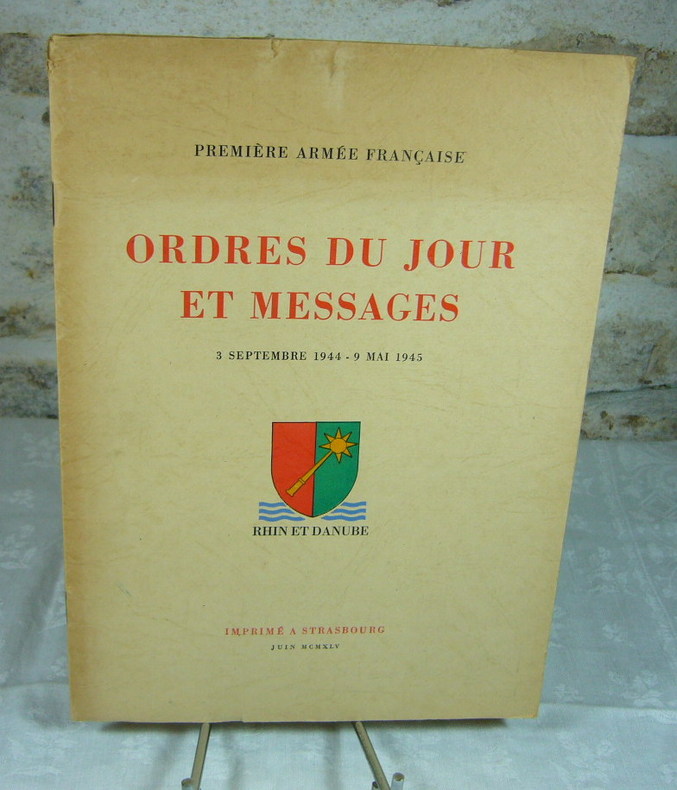 PREMIÈRE ARMÉE FRANÇAISE
ORDRES DU JOUR
ET MESSAGES
3 SEPTEMBRE 1944 - 9 MAI 1945
RHIN ET DANUBE
IMPRIMÉ A STRASBOURG
JUIN MCMXLV